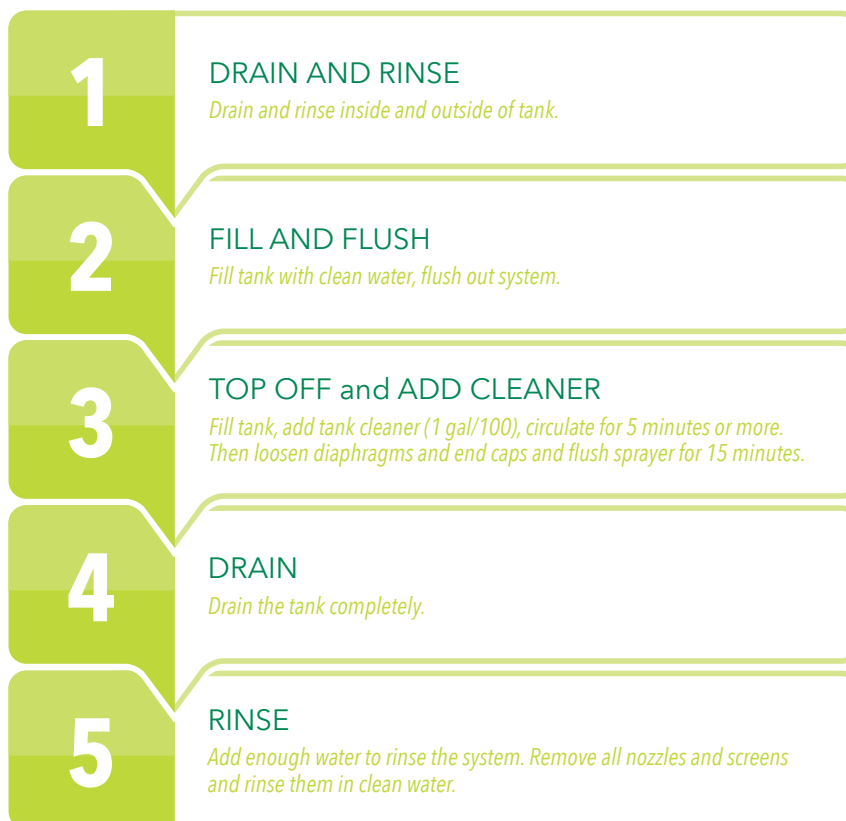 1
DRAIN AND RINSE
Drain and rinse inside and outside of tank.
2
FILL AND FLUSH
Fill tank with clean water, flush out system.
3
TOP OFF and ADD CLEANER
Fill tank, add tank cleaner (1 gal/100), circulate for 5 minutes or more.
Then loosen diaphragms and end caps and flush sprayer for 15 minutes.
4
DRAIN
Drain the tank completely.
5
RINSE
Add enough water to rinse the system. Remove all nozzles and screens
and rinse them in clean water.